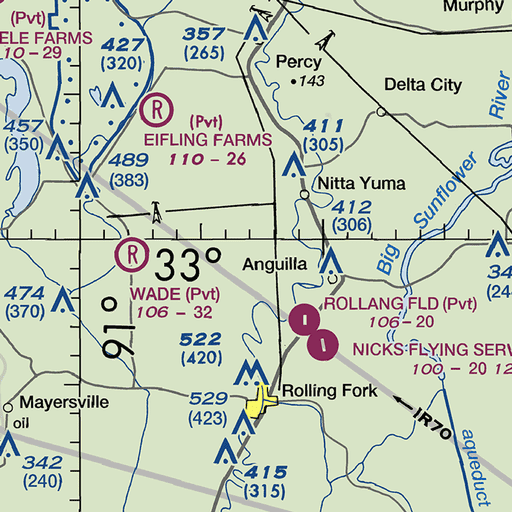 Murphy
(Pvt)
ELE FARMS
10 - 29
427
(320)
357
(265)
Percy
143
Delta City
River
R
(Pvt)
EIFLING FARMS
110 - 26
457
(350)
489
(383)
411
(305)
Nitta Yuma
412
(306)
Big Sunflower
R
33°
Anguilla
WADE (Pvt)
106 - 32
91°
474
(370)
34
(24
ROLLANG FLD (Pvt)
106 - 20
NICKS FLYING SERV
100 - 20 12
522
(420)
529
(423)
Rolling Fork
IR70
Mayersville
oil
342
(240)
415
(315)
aqueduct